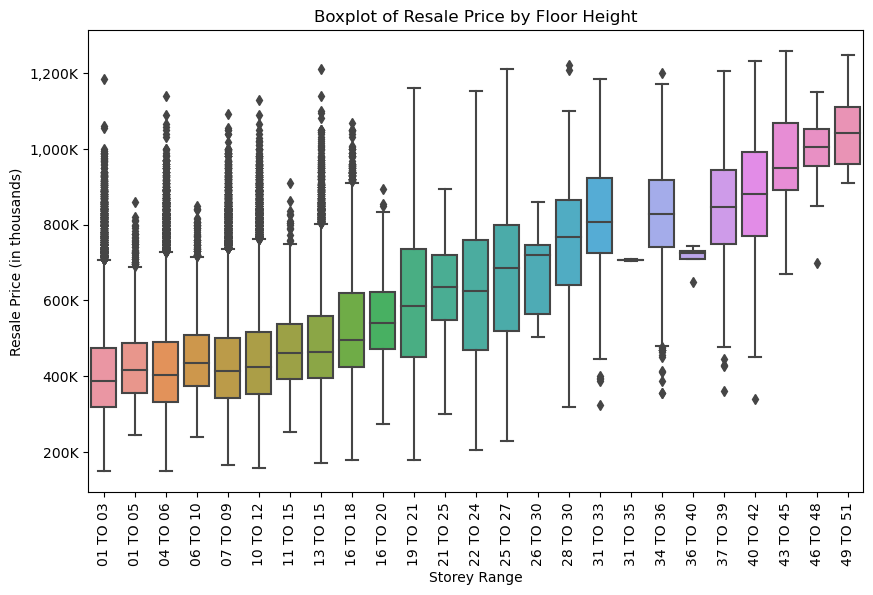 Boxplot of Resale Price by Floor Height
Resale Price (in thousands)
1,200K
1,000K
800K
600K
400K
200K
01 TO 03
01 TO 05
04 TO 06
06 TO 10
07 TO 09
10 TO 12
11 TO 15
13 TO 15
16 TO 18
16 TO 20
19 TO 21
21 TO 25
22 TO 24
25 TO 27
26 TO 30
28 TO 30
31 TO 33
31 TO 35
34 TO 36
36 TO 40
37 TO 39
40 TO 42
43 TO 45
46 TO 48
49 TO 51
Storey Range